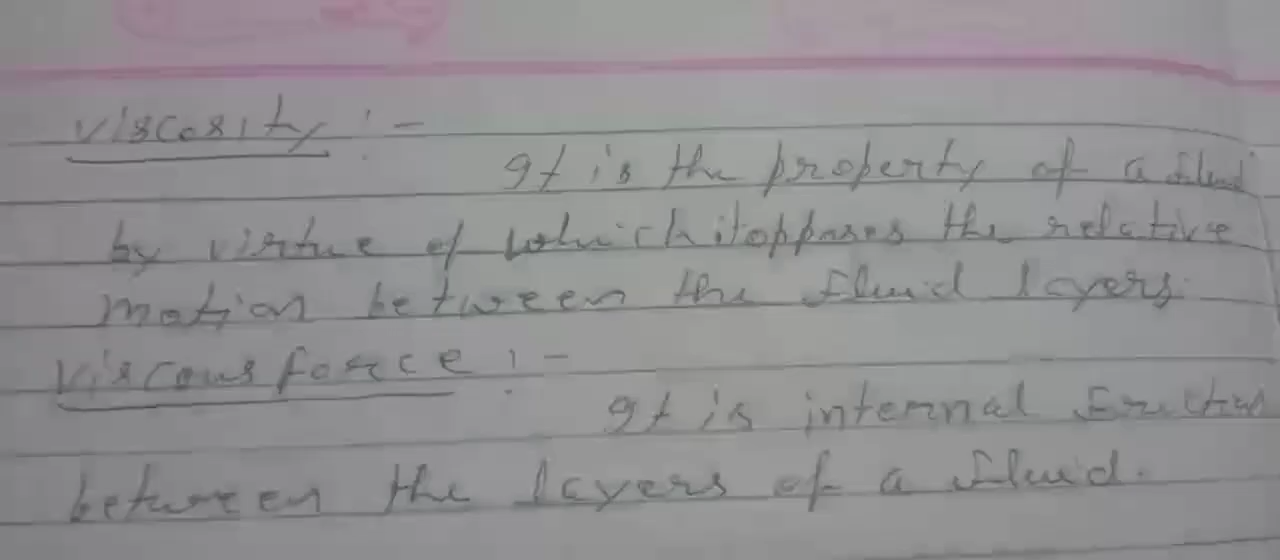 viscosity :-
It is the property of a fluid
by virtue of which it opposes the relative
motion between the fluid layers.
Viscous force :-
It is internal friction
between the layers of a fluid.